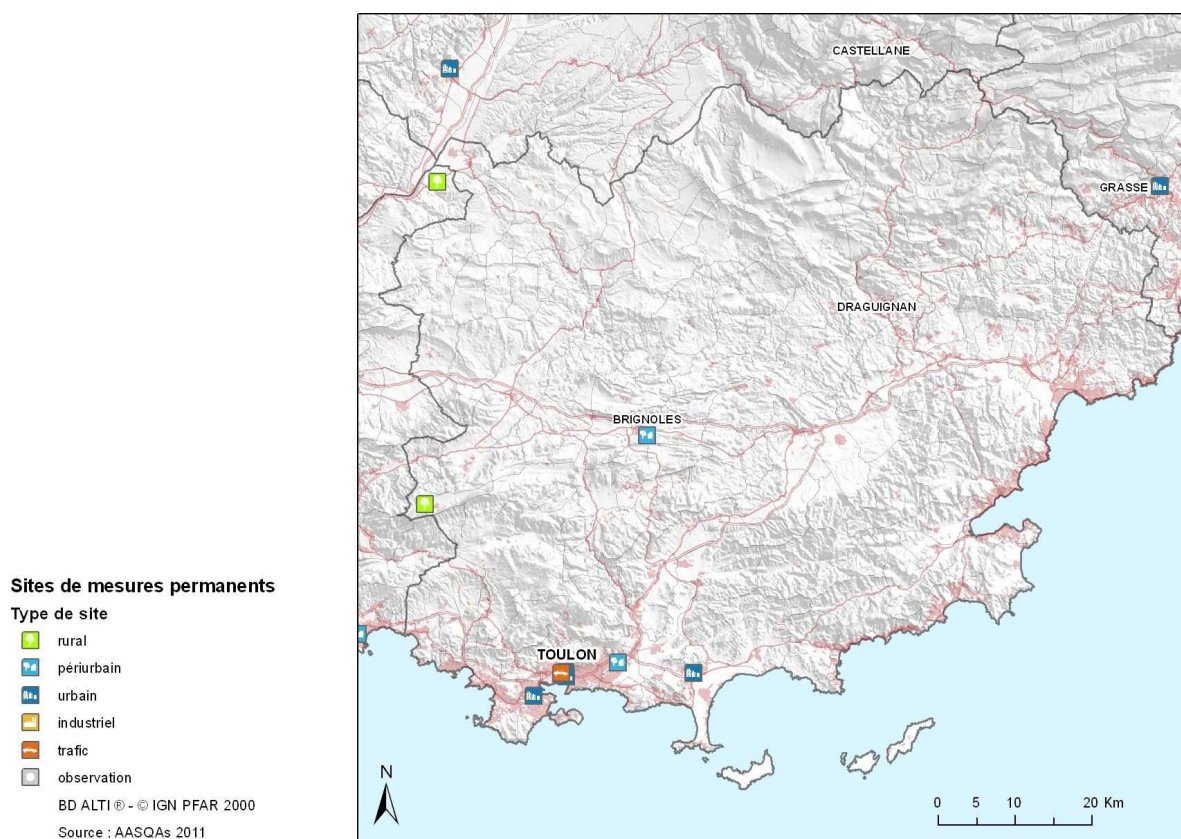 CASTELLANE
GRASSE
DRAGUIGNAN
BRIGNOLES
TOULON
Sites de mesures permanents
Type de site
rural
périurbain
urbain
industriel
trafic
observation
BD ALTI ® - © IGN PFAR 2000
Source : AASQAs 2011
N
0 5 10 20 Km